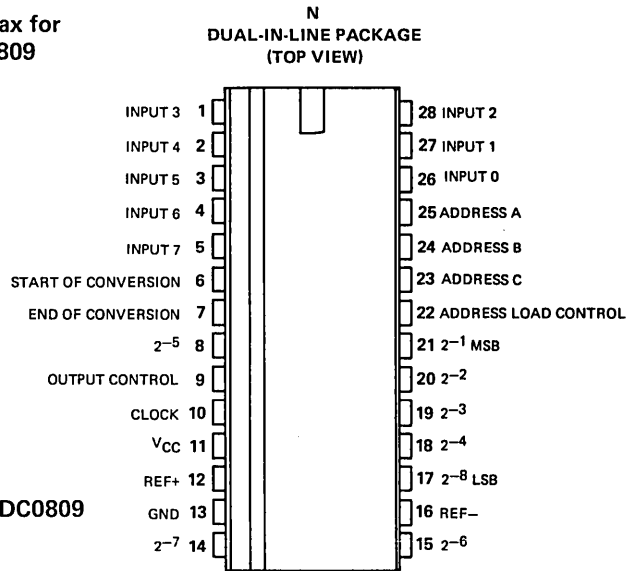 ax for
809
N
DUAL-IN-LINE PACKAGE
(TOP VIEW)
INPUT 3 1
28 INPUT 2
INPUT 4 2
27 INPUT 1
INPUT 5 3
26 INPUT 0
INPUT 6 4
25 ADDRESS A
INPUT 7 5
24 ADDRESS B
START OF CONVERSION 6
23 ADDRESS C
END OF CONVERSION 7
22 ADDRESS LOAD CONTROL
2⁻⁵ 8
21 2⁻¹ MSB
OUTPUT CONTROL 9
20 2⁻²
CLOCK 10
19 2⁻³
VCC 11
18 2⁻⁴
REF+ 12
17 2⁻⁸ LSB
DC0809
GND 13
16 REF−
2⁻⁷ 14
15 2⁻⁶